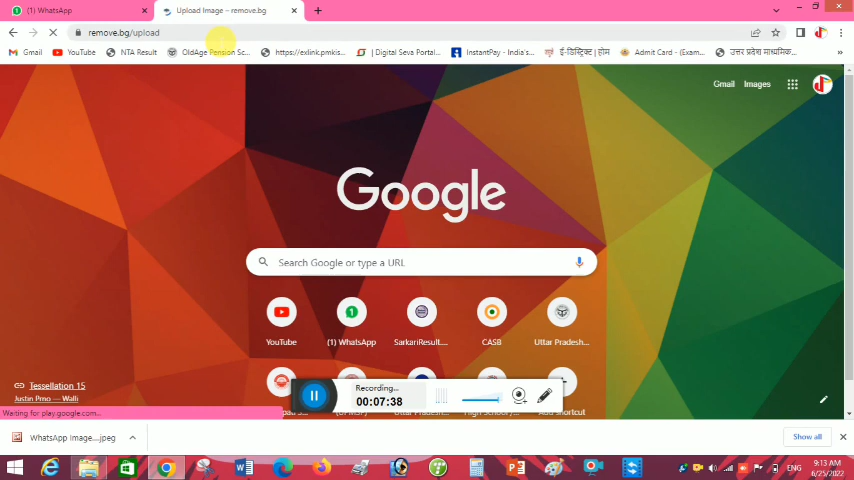 (1) WhatsApp
Upload Image – remove.bg
remove.bg/upload
Gmail
YouTube
NTA Result
OldAge Pension Sc...
https://exlink.pmkis...
| Digital Seva Portal...
InstantPay - India's...
ई-डिस्ट्रिक्ट | होम
Admit Card - (Exam...
उत्तर प्रदेश माध्यमिक...
Gmail Images
Google
Search Google or type a URL
YouTube
(1) WhatsApp
SarkariResult....
CASB
Uttar Pradesh...
Tessellation 15
Justin Prno — Walli
Recording...
00:07:38
Add shortcut
Waiting for play.google.com...
WhatsApp Image....jpeg
Show all
ENG
9:13 AM
6/25/2022